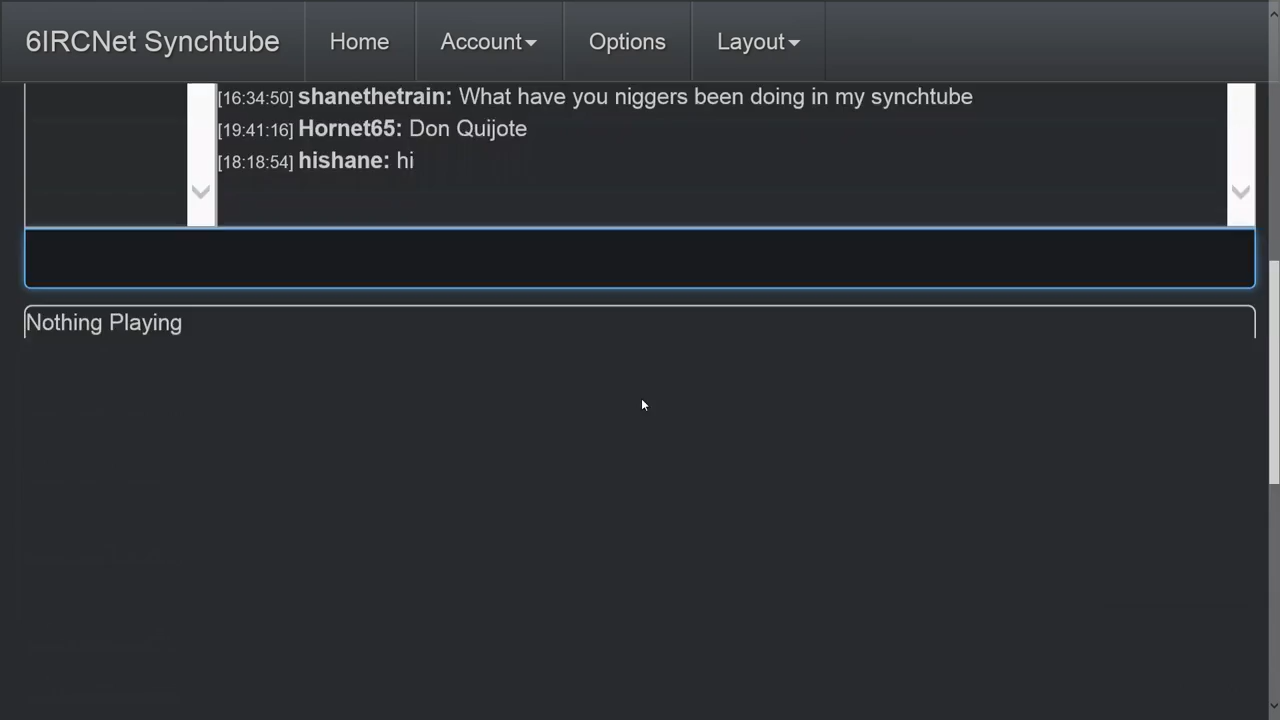 6IRCNet Synchtube Home Account Options Layout
[16:34:50] shanethetrain: What have you niggers been doing in my synchtube
[19:41:16] Hornet65: Don Quijote
[18:18:54] hishane: hi
Nothing Playing